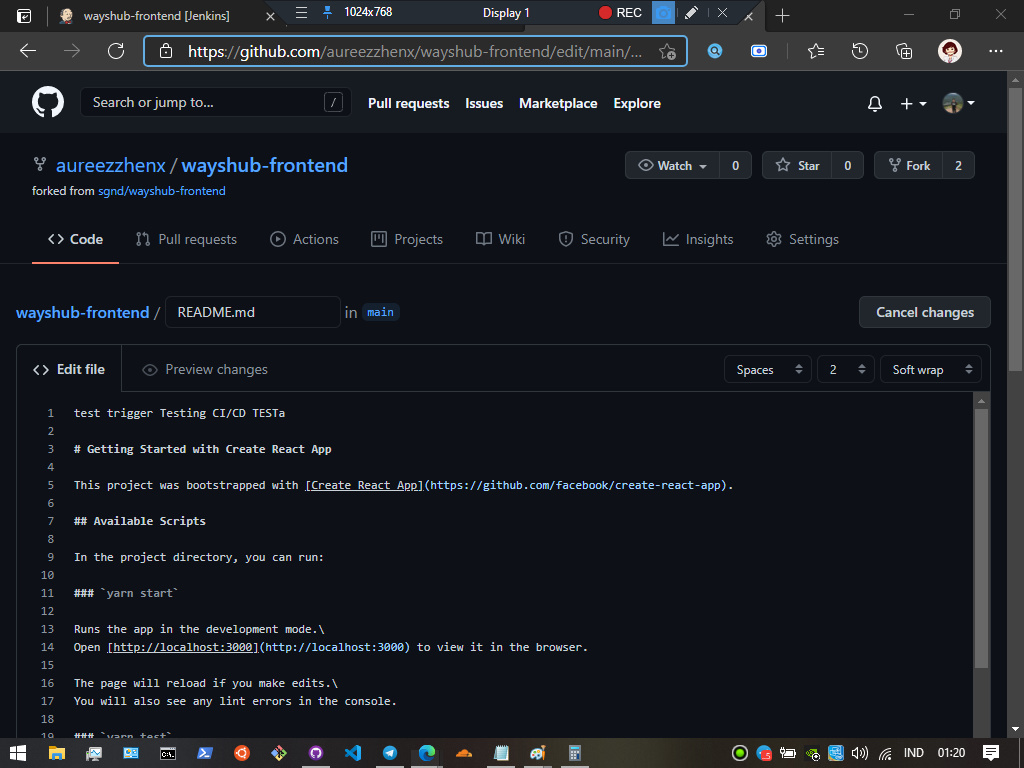 wayshub-frontend [Jenkins]
1024x768
Display 1
REC
https://github.com/aureezzhenx/wayshub-frontend/edit/main/...
Search or jump to...
/
Pull requests
Issues
Marketplace
Explore
aureezzhenx / wayshub-frontend
Watch 0
Star 0
Fork 2
forked from sgnd/wayshub-frontend
Code
Pull requests
Actions
Projects
Wiki
Security
Insights
Settings
wayshub-frontend / README.md in main
Cancel changes
Edit file
Preview changes
Spaces
2
Soft wrap
1 test trigger Testing CI/CD TESTa
2
3 # Getting Started with Create React App
4
5 This project was bootstrapped with [Create React App](https://github.com/facebook/create-react-app).
6
7 ## Available Scripts
8
9 In the project directory, you can run:
10
11 ### `yarn start`
12
13 Runs the app in the development mode.\
14 Open [http://localhost:3000](http://localhost:3000) to view it in the browser.
15
16 The page will reload if you make edits.\
17 You will also see any lint errors in the console.
18
19 ### `yarn test`
IND
01:20